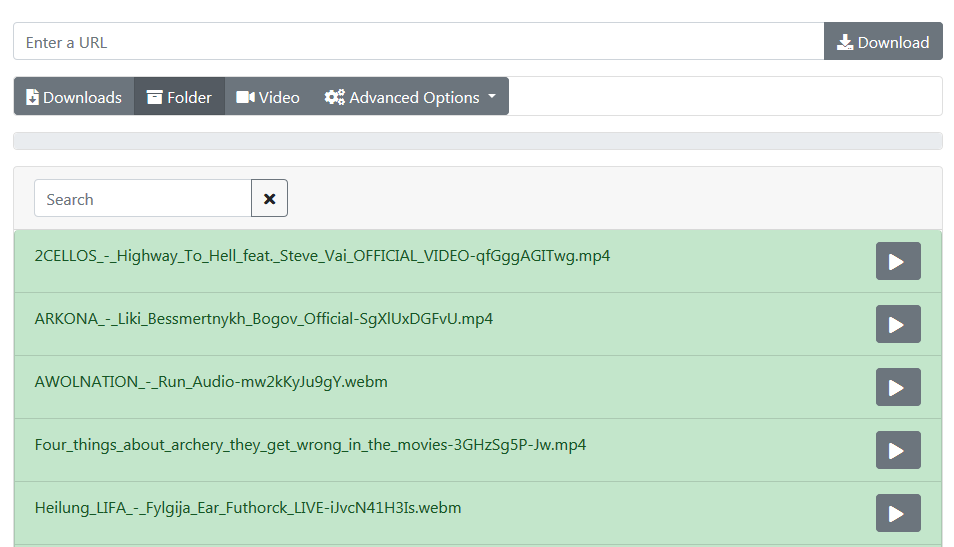 Enter a URL
Download
Downloads Folder Video Advanced Options
Search
2CELLOS_-_Highway_To_Hell_feat._Steve_Vai_OFFICIAL_VIDEO-qfGggAGITwg.mp4
ARKONA_-_Liki_Bessmertnykh_Bogov_Official-SgXlUxDGFvU.mp4
AWOLNATION_-_Run_Audio-mw2kKyJu9gY.webm
Four_things_about_archery_they_get_wrong_in_the_movies-3GHzSg5P-Jw.mp4
Heilung_LIFA_-_Fylgija_Ear_Futhorck_LIVE-iJvcN41H3Is.webm